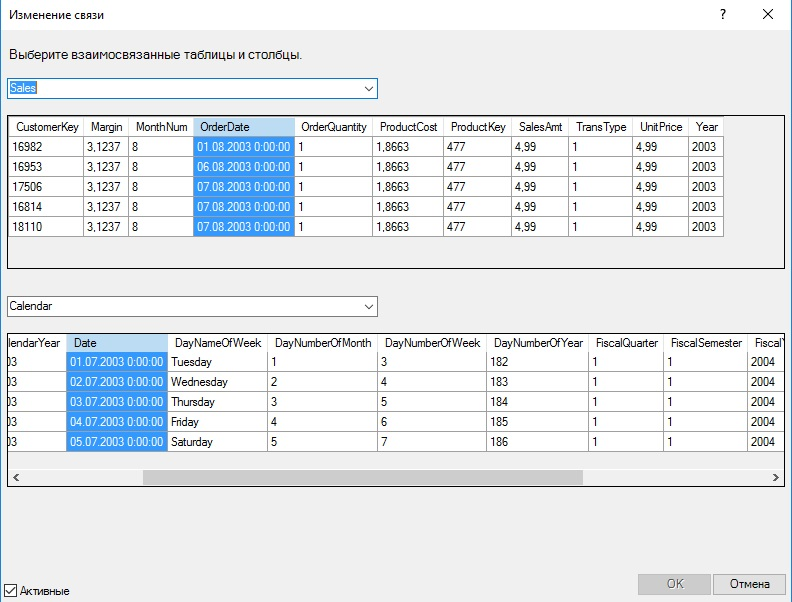 Изменение связи ?
Выберите взаимосвязанные таблицы и столбцы.
Sales
CustomerKey Margin MonthNum OrderDate OrderQuantity ProductCost ProductKey SalesAmt TransType UnitPrice Year
16982 3,1237 8 01.08.2003 0:00:00 1 1,8663 477 4,99 1 4,99 2003
16953 3,1237 8 06.08.2003 0:00:00 1 1,8663 477 4,99 1 4,99 2003
17506 3,1237 8 07.08.2003 0:00:00 1 1,8663 477 4,99 1 4,99 2003
16814 3,1237 8 07.08.2003 0:00:00 1 1,8663 477 4,99 1 4,99 2003
18110 3,1237 8 07.08.2003 0:00:00 1 1,8663 477 4,99 1 4,99 2003
Calendar
lendarYear Date DayNameOfWeek DayNumberOfMonth DayNumberOfWeek DayNumberOfYear FiscalQuarter FiscalSemester FiscalY
03 01.07.2003 0:00:00 Tuesday 1 3 182 1 1 2004
03 02.07.2003 0:00:00 Wednesday 2 4 183 1 1 2004
03 03.07.2003 0:00:00 Thursday 3 5 184 1 1 2004
03 04.07.2003 0:00:00 Friday 4 6 185 1 1 2004
03 05.07.2003 0:00:00 Saturday 5 7 186 1 1 2004
OK Отмена
Активные